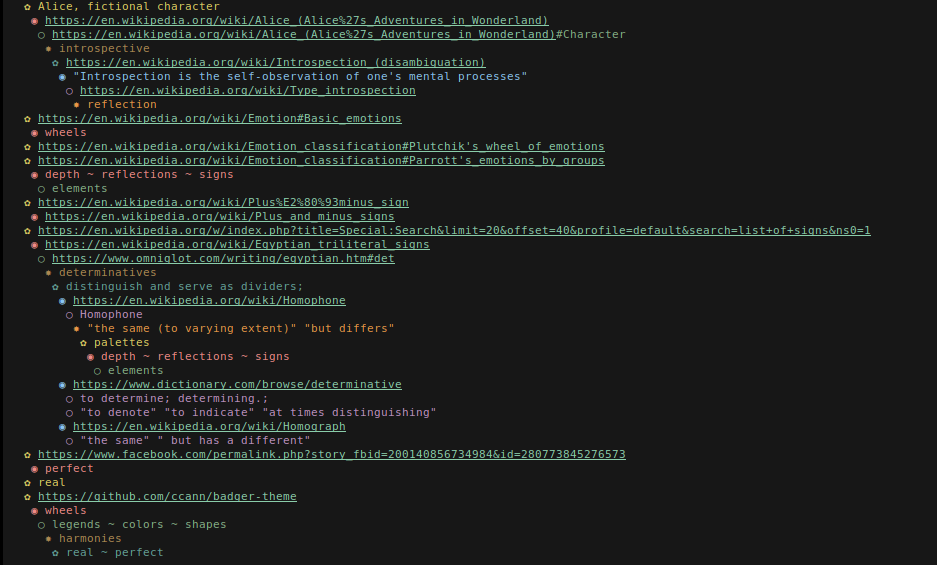 Alice, fictional character
https://en.wikipedia.org/wiki/Alice_(Alice%27s_Adventures_in_Wonderland)
https://en.wikipedia.org/wiki/Alice_(Alice%27s_Adventures_in_Wonderland)#Character
introspective
https://en.wikipedia.org/wiki/Introspection_(disambiguation)
"Introspection is the self-observation of one's mental processes"
https://en.wikipedia.org/wiki/Type_introspection
reflection
https://en.wikipedia.org/wiki/Emotion#Basic_emotions
wheels
https://en.wikipedia.org/wiki/Emotion_classification#Plutchik's_wheel_of_emotions
https://en.wikipedia.org/wiki/Emotion_classification#Parrott's_emotions_by_groups
depth ~ reflections ~ signs
elements
https://en.wikipedia.org/wiki/Plus%E2%80%93minus_sign
https://en.wikipedia.org/wiki/Plus_and_minus_signs
https://en.wikipedia.org/w/index.php?title=Special:Search&limit=20&offset=40&profile=default&search=list+of+signs&ns0=1
https://en.wikipedia.org/wiki/Egyptian_triliteral_signs
https://www.omniglot.com/writing/egyptian.htm#det
determinatives
distinguish and serve as dividers;
https://en.wikipedia.org/wiki/Homophone
Homophone
"the same (to varying extent)" "but differs"
palettes
depth ~ reflections ~ signs
elements
https://www.dictionary.com/browse/determinative
to determine; determining.;
"to denote" "to indicate" "at times distinguishing"
https://en.wikipedia.org/wiki/Homograph
"the same" " but has a different"
https://www.facebook.com/permalink.php?story_fbid=200140856734984&id=280773845276573
perfect
real
https://github.com/ccann/badger-theme
wheels
legends ~ colors ~ shapes
harmonies
real ~ perfect